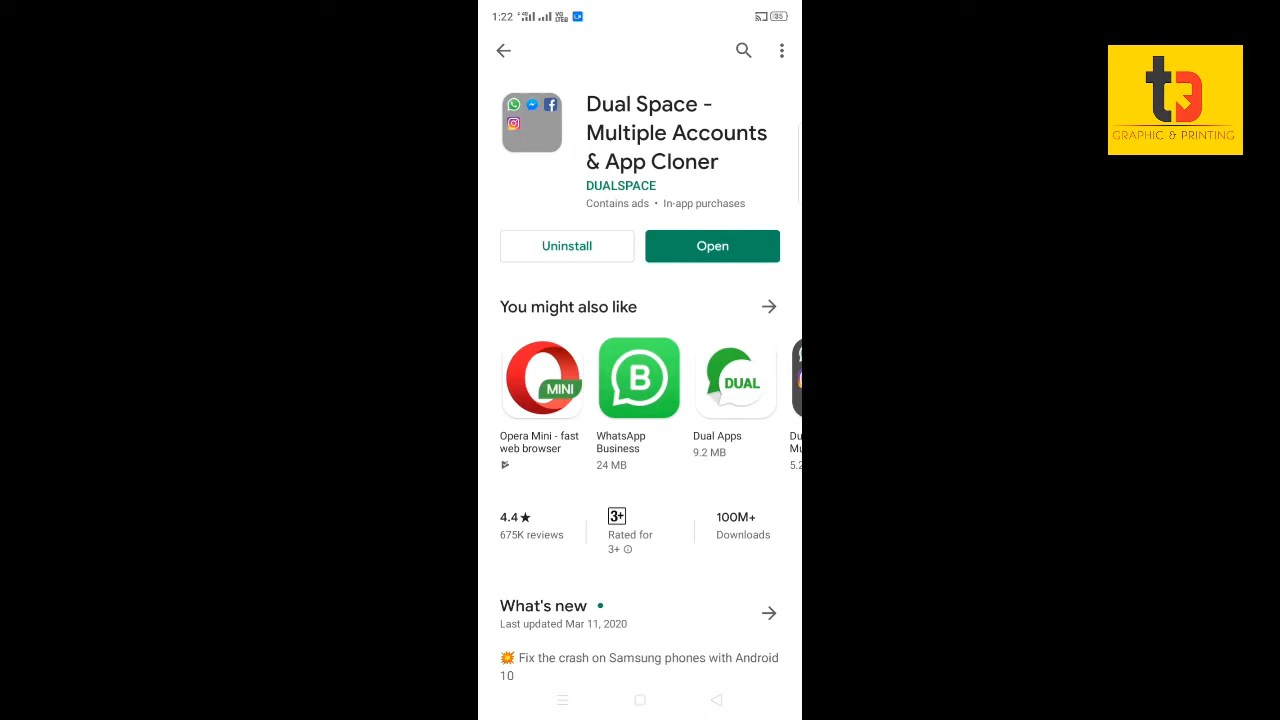 1:22
35
Dual Space -
Multiple Accounts
& App Cloner
DUALSPACE
Contains ads • In-app purchases
Uninstall
Open
You might also like
MINI
B
DUAL
Opera Mini - fast
web browser
WhatsApp
Business
24 MB
Dual Apps
9.2 MB
4.4★
675K reviews
3+
Rated for
3+
100M+
Downloads
What's new
Last updated Mar 11, 2020
💥 Fix the crash on Samsung phones with Android
10
GRAPHIC & PRINTING